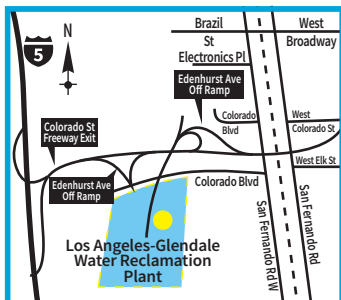 Brazil
St
West
Broadway
Electronics Pl
N
5
Edenhurst Ave
Off Ramp
Colorado
Blvd
West
Colorado St
Colorado St
Freeway Exit
West Elk St
Edenhurst Ave
Off Ramp
Colorado Blvd
San Fernando Rd W
San Fernando Rd
Los Angeles-Glendale
Water Reclamation
Plant